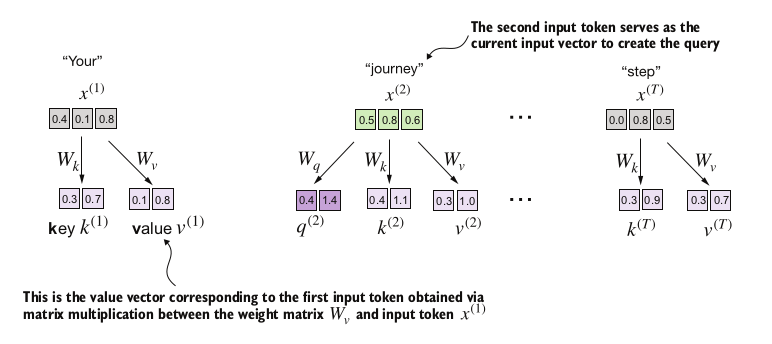 The second input token serves as the
current input vector to create the query
“Your” “journey” “step”
x^(1) x^(2) x^(T)
0.4 0.1 0.8 0.5 0.8 0.6 ... 0.0 0.8 0.5
W_k W_v W_q W_k W_v W_k W_v
0.3 0.7 0.1 0.8 0.4 1.4 0.4 1.1 0.3 1.0 ... 0.3 0.9 0.3 0.7
key k^(1) value v^(1) q^(2) k^(2) v^(2) k^(T) v^(T)
This is the value vector corresponding to the first input token obtained via
matrix multiplication between the weight matrix W_v and input token x^(1)